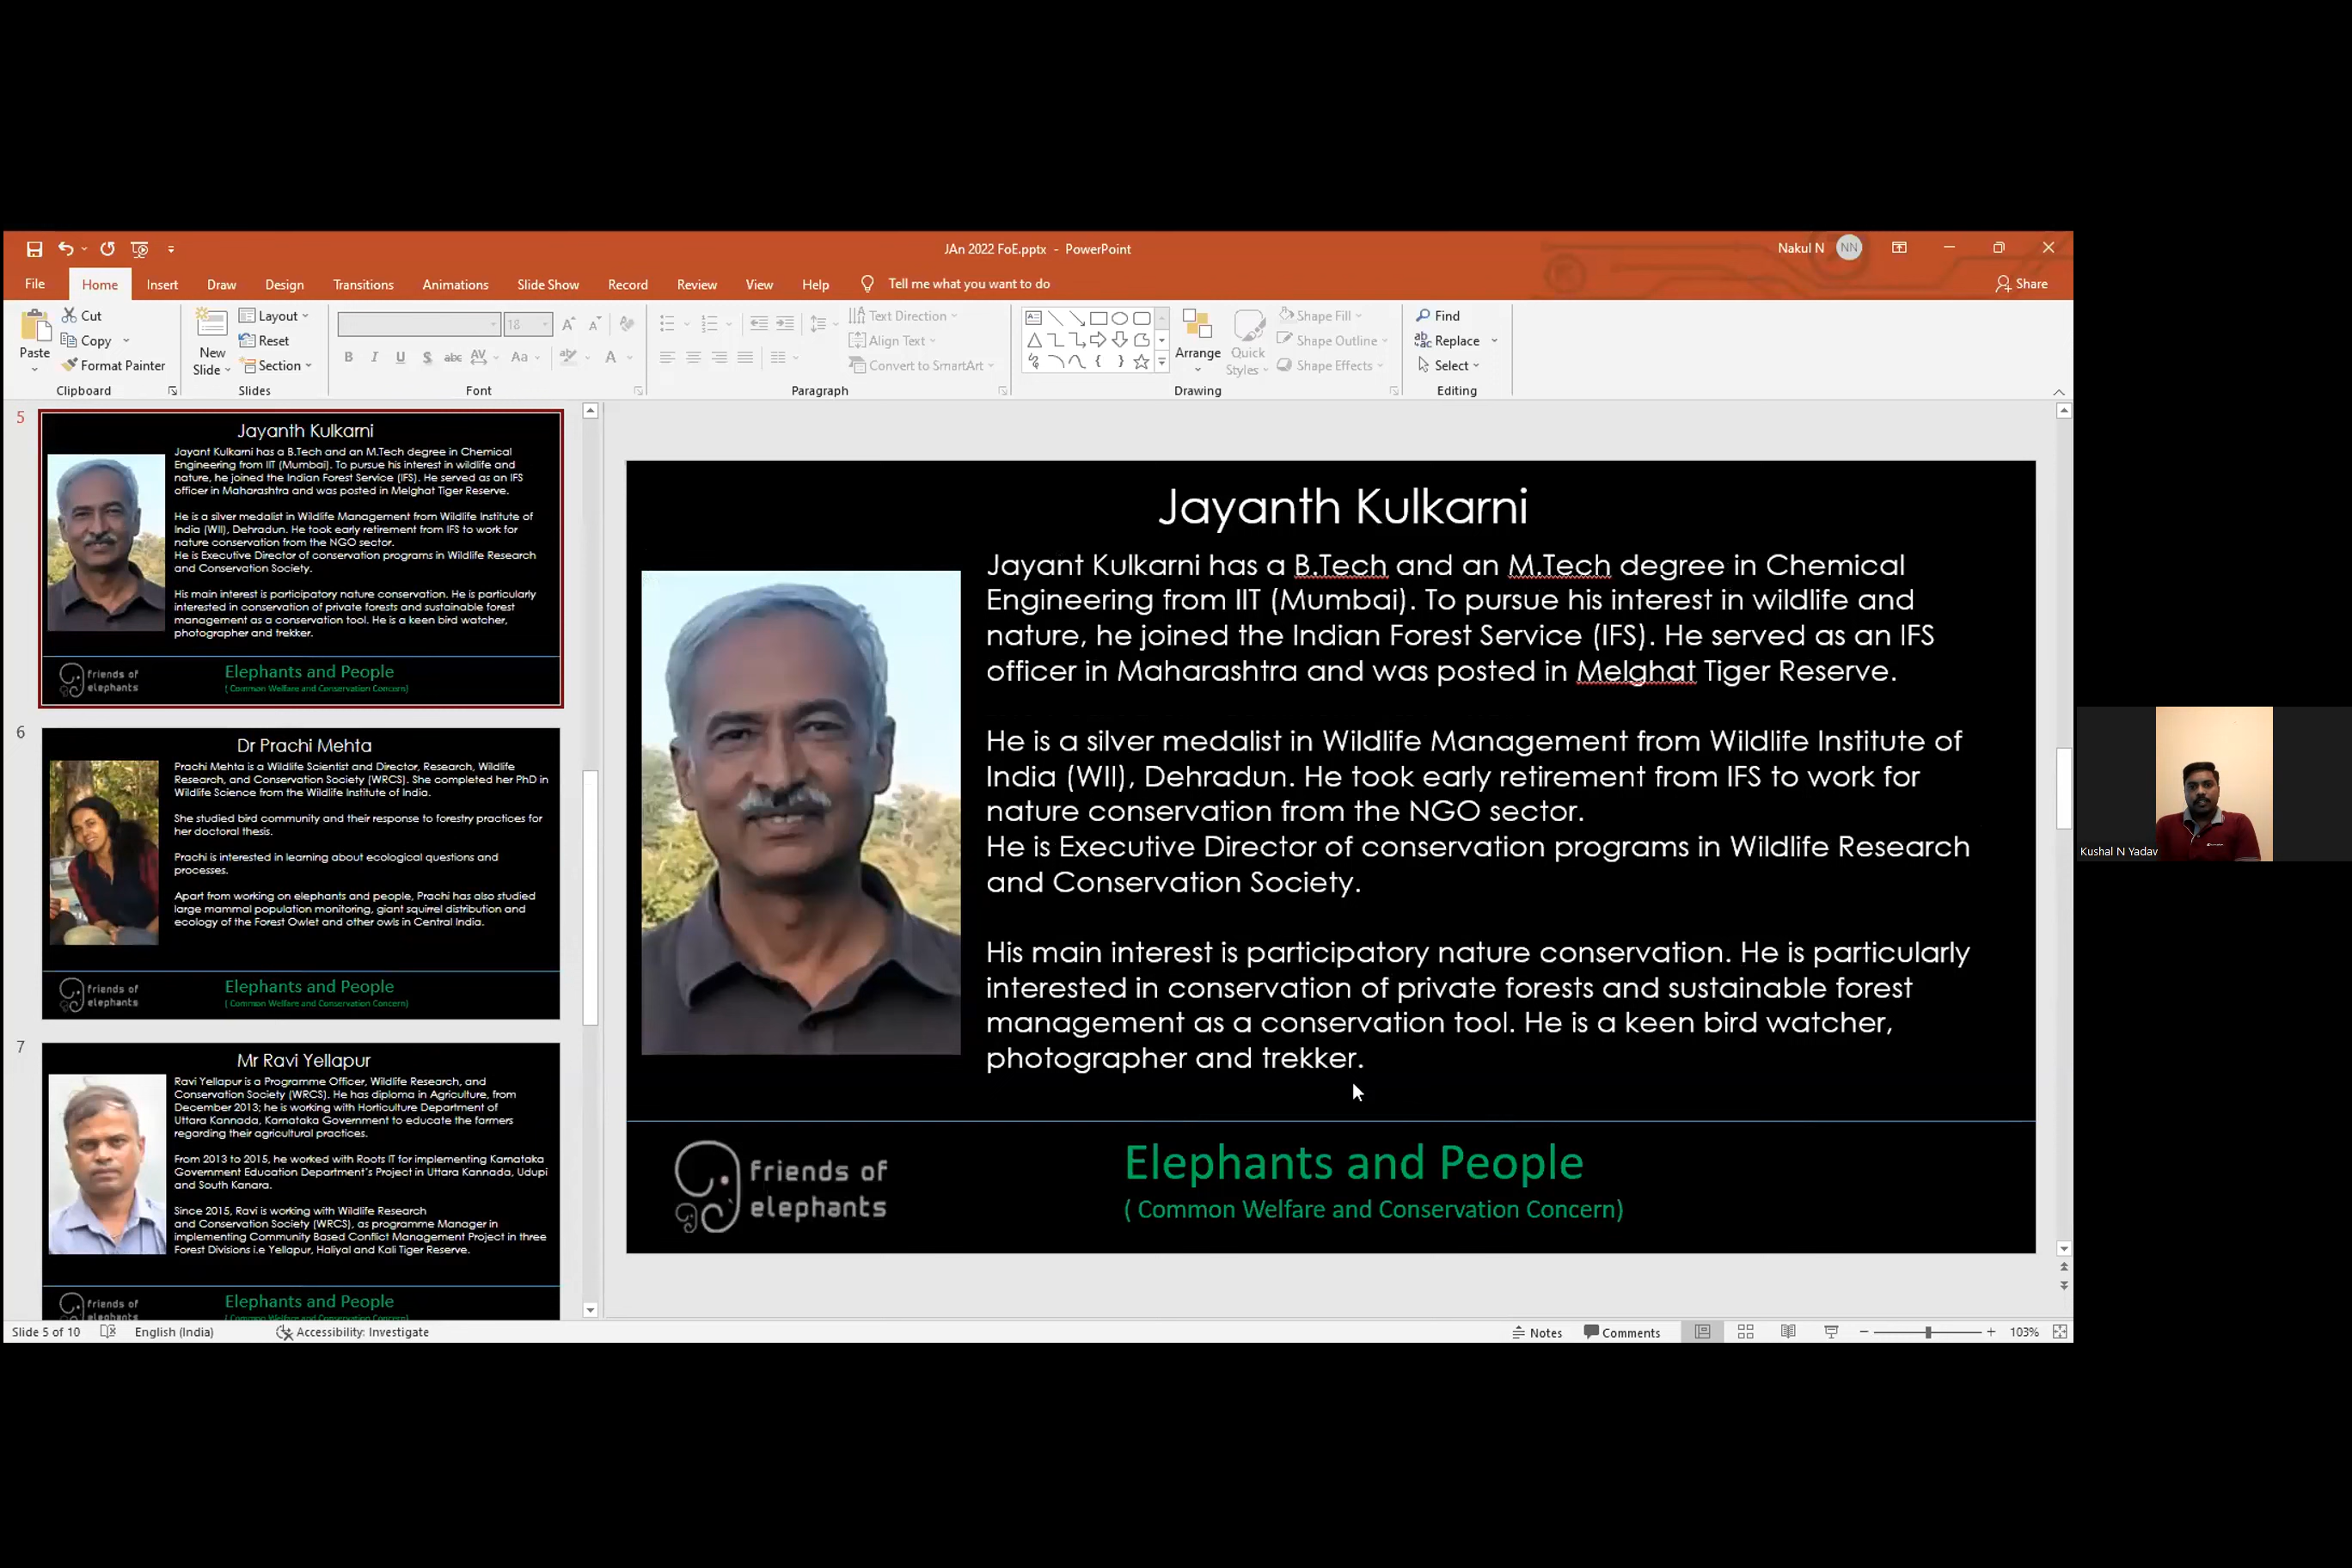 JAn 2022 FoE.pptx - PowerPoint
Nakul N
NN
File
Home
Insert
Draw
Design
Transitions
Animations
Slide Show
Record
Review
View
Help
Tell me what you want to do
Share
Paste
Cut
Copy
Format Painter
Clipboard
New
Slide
Layout
Reset
Section
Slides
18
B I U S abc AV Aa A
Font
Text Direction
Align Text
Convert to SmartArt
Paragraph
Arrange
Quick
Styles
Shape Fill
Shape Outline
Shape Effects
Drawing
Find
Replace
Select
Editing
5
Jayanth Kulkarni
Jayant Kulkarni has a B.Tech and an M.Tech degree in Chemical
Engineering from IIT (Mumbai). To pursue his interest in wildlife and
nature, he joined the Indian Forest Service (IFS). He served as an IFS
officer in Maharashtra and was posted in Melghat Tiger Reserve.
He is a silver medalist in Wildlife Management from Wildlife Institute of
India (WII), Dehradun. He took early retirement from IFS to work for
nature conservation from the NGO sector.
He is Executive Director of conservation programs in Wildlife Research
and Conservation Society.
His main interest is participatory nature conservation. He is particularly
interested in conservation of private forests and sustainable forest
management as a conservation tool. He is a keen bird watcher,
photographer and trekker.
friends of
elephants
Elephants and People
( Common Welfare and Conservation Concern)
6
Dr Prachi Mehta
Prachi Mehta is a Wildlife Scientist and Director, Research, Wildlife
Research, and Conservation Society (WRCS). She completed her PhD in
Wildlife Science from the Wildlife Institute of India.
She studied bird community and their response to forestry practices for
her doctoral thesis.
Prachi is interested in learning about ecological questions and
processes.
Apart from working on elephants and people, Prachi has also studied
large mammal population monitoring, giant squirrel distribution and
ecology of the Forest Owlet and other owls in Central India.
friends of
elephants
Elephants and People
( Common Welfare and Conservation Concern)
7
Mr Ravi Yellapur
Ravi Yellapur is a Programme Officer, Wildlife Research, and
Conservation Society (WRCS). He has diploma in Agriculture, from
December 2013; he is working with Horticulture Department of
Uttara Kannada, Karnataka Government to educate the farmers
regarding their agricultural practices.
From 2013 to 2015, he worked with Roots IT for implementing Karnataka
Government Education Department's Project in Uttara Kannada, Udupi
and South Kanara.
Since 2015, Ravi is working with Wildlife Research
and Conservation Society (WRCS), as programme Manager in
implementing Community Based Conflict Management Project in three
Forest Divisions i.e Yellapur, Haliyal and Kali Tiger Reserve.
friends of
elephants
Elephants and People
( Common Welfare and Conservation Concern)
Jayanth Kulkarni
Jayant Kulkarni has a B.Tech and an M.Tech degree in Chemical
Engineering from IIT (Mumbai). To pursue his interest in wildlife and
nature, he joined the Indian Forest Service (IFS). He served as an IFS
officer in Maharashtra and was posted in Melghat Tiger Reserve.
He is a silver medalist in Wildlife Management from Wildlife Institute of
India (WII), Dehradun. He took early retirement from IFS to work for
nature conservation from the NGO sector.
He is Executive Director of conservation programs in Wildlife Research
and Conservation Society.
His main interest is participatory nature conservation. He is particularly
interested in conservation of private forests and sustainable forest
management as a conservation tool. He is a keen bird watcher,
photographer and trekker.
friends of
elephants
Elephants and People
( Common Welfare and Conservation Concern)
Kushal N Yadav
Slide 5 of 10
English (India)
Accessibility: Investigate
Notes
Comments
103%